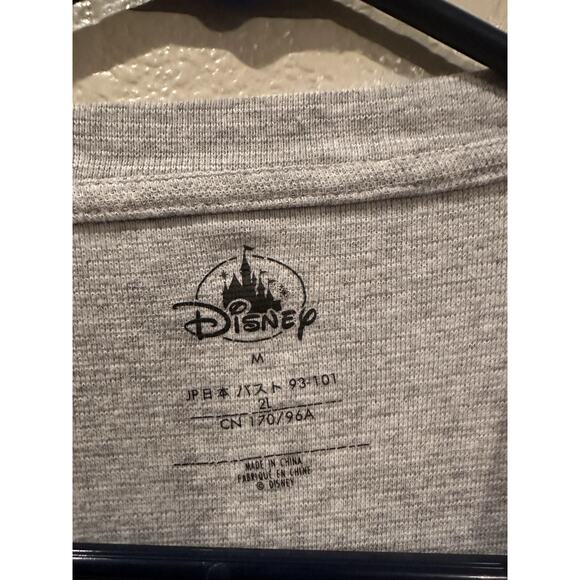 Disney
M
JP日本 バスト 93-101
2L
CN 170/96A
MADE IN CHINA
FABRIQUÉ EN CHINE
© DISNEY